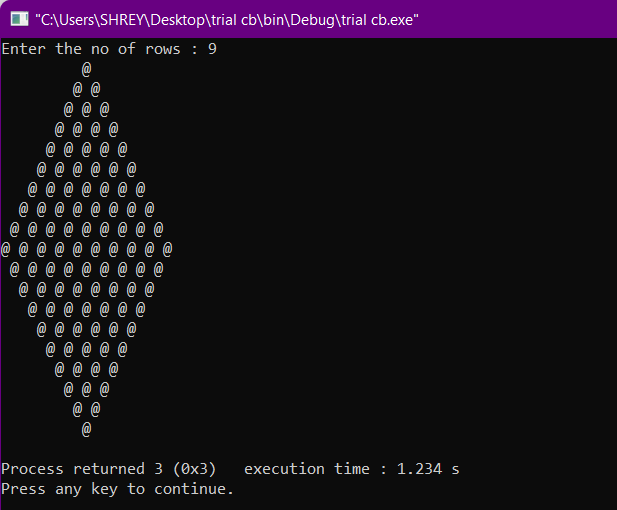 "C:\Users\SHREY\Desktop\trial cb\bin\Debug\trial cb.exe"
Enter the no of rows : 9
         @
        @ @
       @ @ @
      @ @ @ @
     @ @ @ @ @
    @ @ @ @ @ @
   @ @ @ @ @ @ @
  @ @ @ @ @ @ @ @
 @ @ @ @ @ @ @ @ @
@ @ @ @ @ @ @ @ @ @
 @ @ @ @ @ @ @ @ @
  @ @ @ @ @ @ @ @
   @ @ @ @ @ @ @
    @ @ @ @ @ @
     @ @ @ @ @
      @ @ @ @
       @ @ @
        @ @
         @
Process returned 3 (0x3)   execution time : 1.234 s
Press any key to continue.